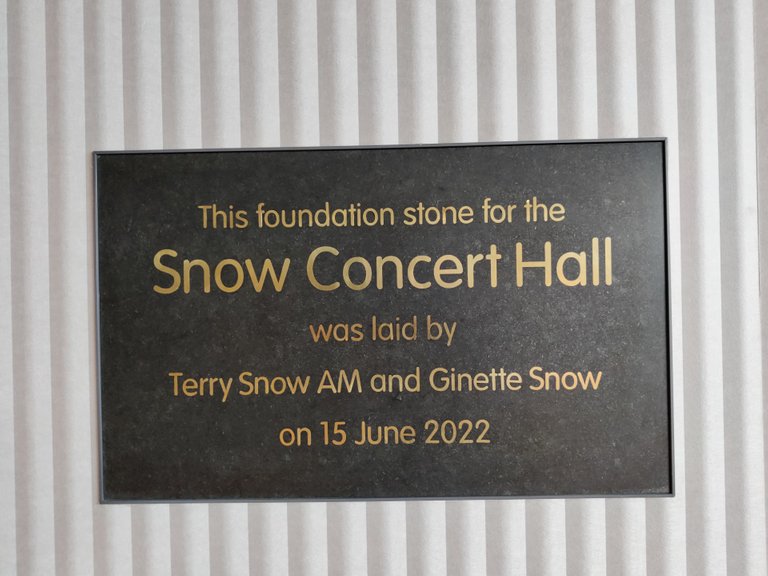 This foundation stone for the
Snow Concert Hall
was laid by
Terry Snow AM and Ginette Snow
on 15 June 2022